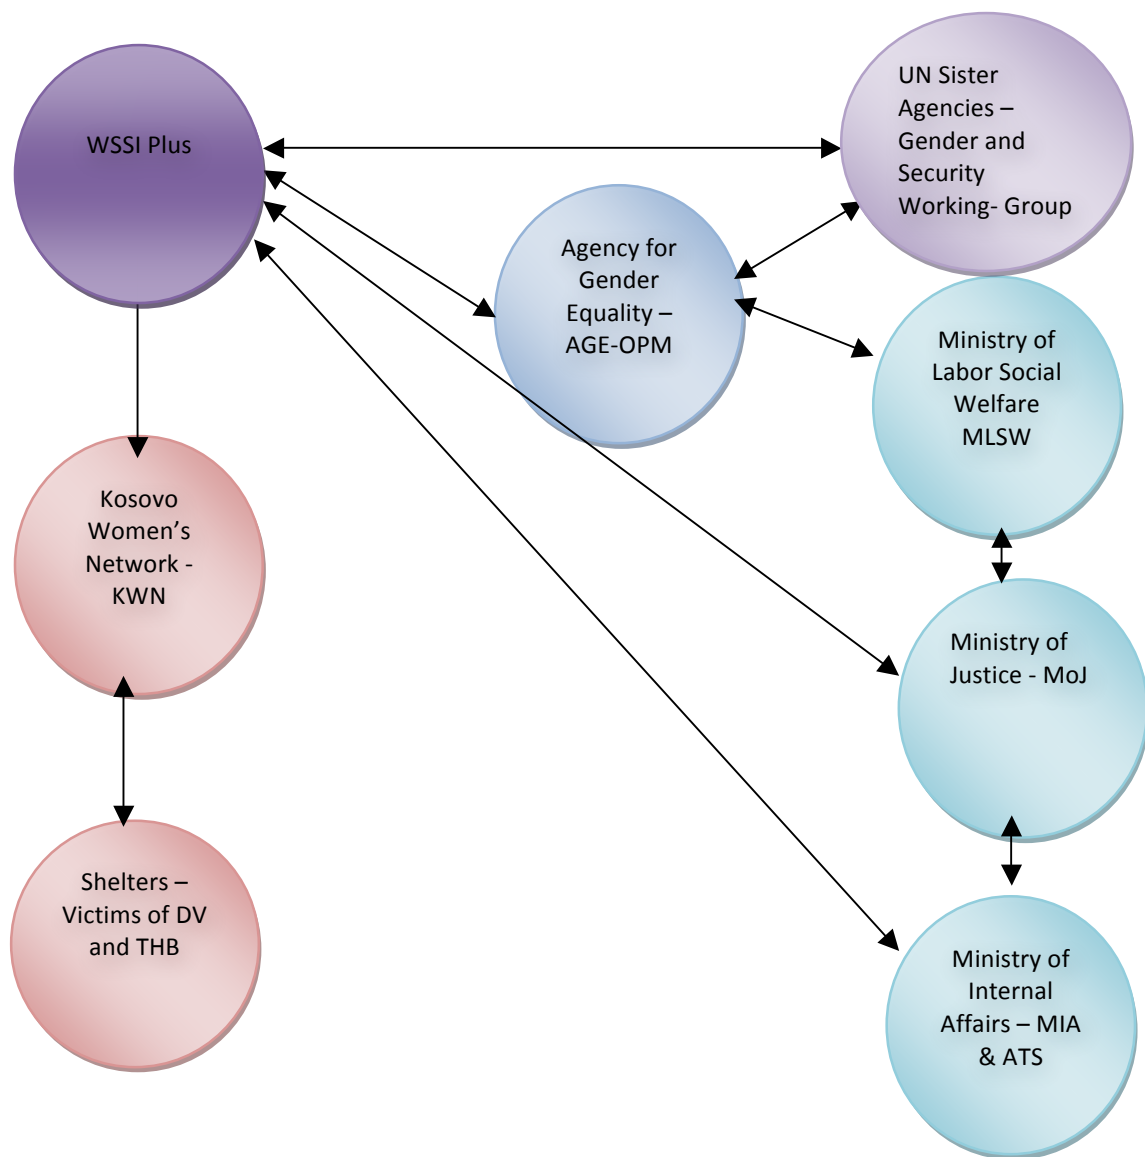 WSSI Plus
UN Sister
Agencies –
Gender and
Security
Working- Group
Agency for
Gender
Equality –
AGE-OPM
Ministry of
Labor Social
Welfare
MLSW
Kosovo
Women’s
Network -
KWN
Ministry of
Justice - MoJ
Shelters –
Victims of DV
and THB
Ministry of
Internal
Affairs – MIA
& ATS